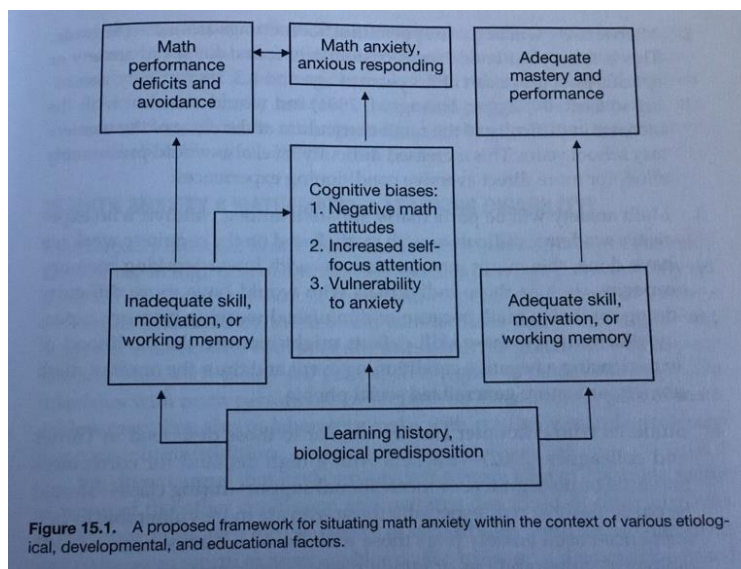 Math
performance
deficits and
avoidance
Math anxiety,
anxious responding
Adequate
mastery and
performance
Cognitive biases:
1. Negative math
attitudes
2. Increased self-
focus attention
3. Vulnerability
to anxiety
Inadequate skill,
motivation, or
working memory
Adequate skill,
motivation, or
working memory
Learning history,
biological predisposition
Figure 15.1. A proposed framework for situating math anxiety within the context of various etiolog-
ical, developmental, and educational factors.